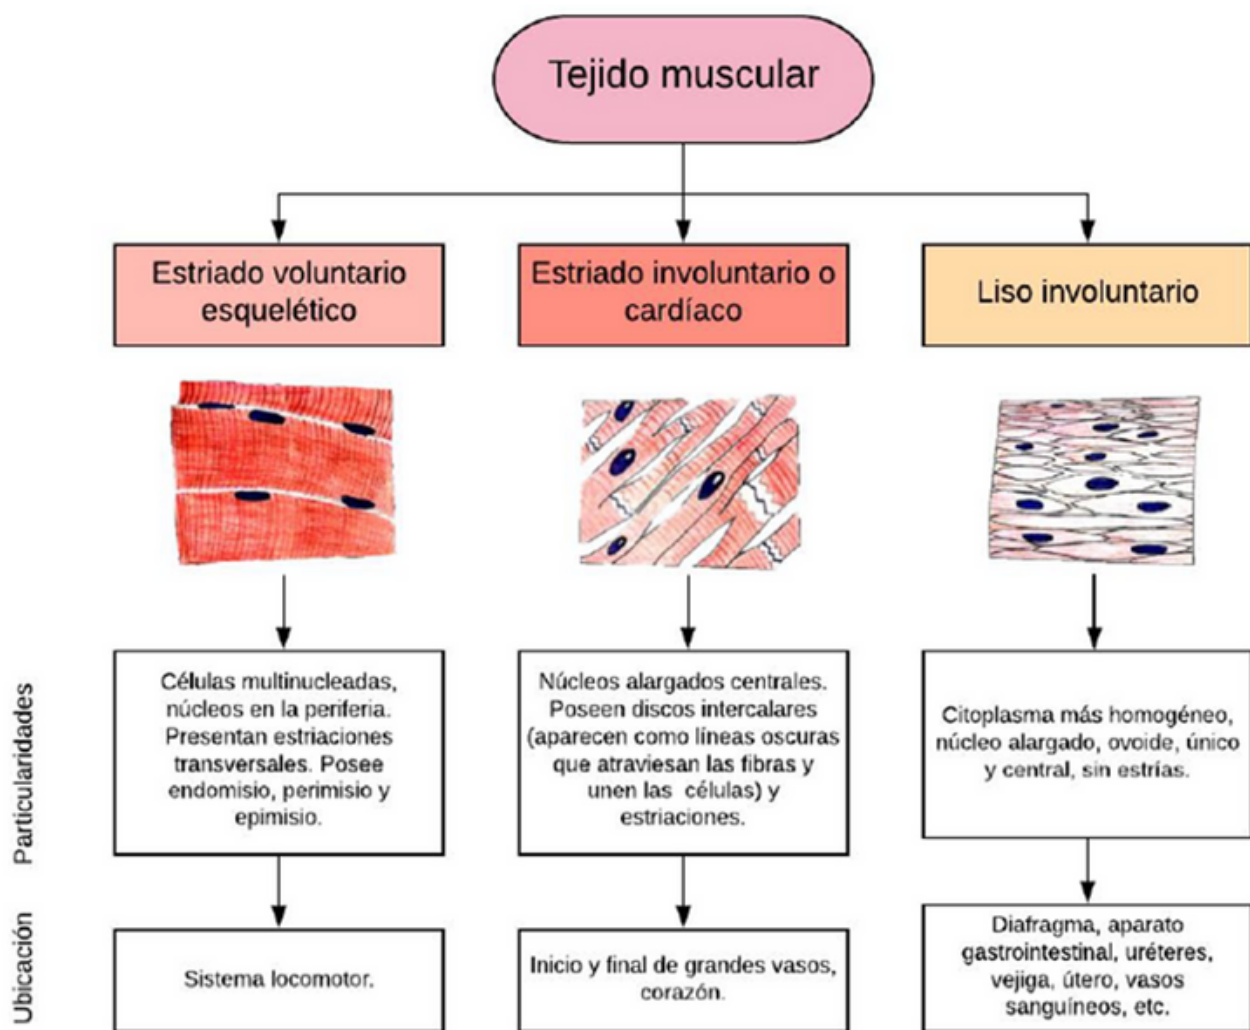 Tejido muscular
Estriado voluntario
esquelético
Estriado involuntario o
cardíaco
Liso involuntario
Particularidades
Células multinucleadas,
núcleos en la periferia.
Presentan estriaciones
transversales. Posee
endomisio, perimisio y
epimisio.
Núcleos alargados centrales.
Poseen discos intercalares
(aparecen como líneas oscuras
que atraviesan las fibras y
unen las células) y
estriaciones.
Citoplasma más homogéneo,
núcleo alargado, ovoide, único
y central, sin estrías.
Ubicación
Sistema locomotor.
Inicio y final de grandes vasos,
corazón.
Diafragma, aparato
gastrointestinal, uréteres,
vejiga, útero, vasos
sanguíneos, etc.